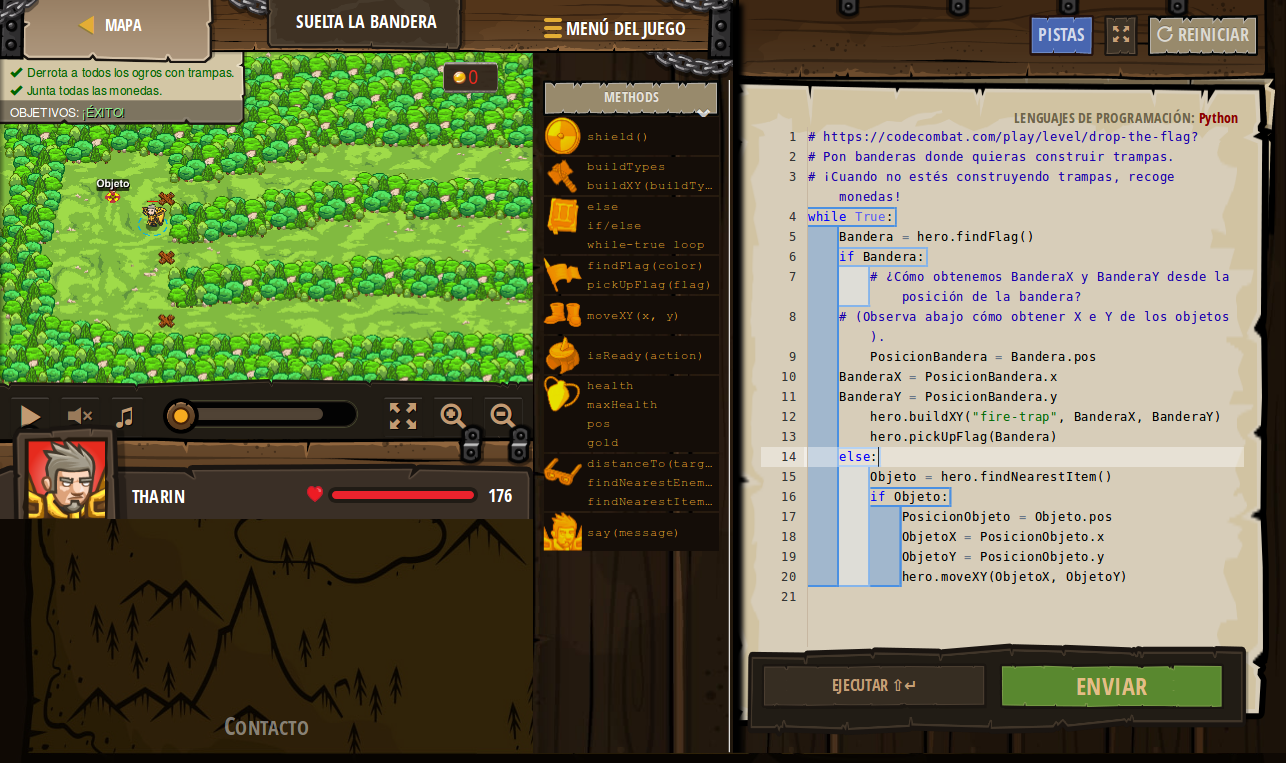 MAPA
SUELTA LA BANDERA
MENÚ DEL JUEGO
PISTAS
REINICIAR
Derrota a todos los ogros con trampas.
Junta todas las monedas.
OBJETIVOS: ¡ÉXITO!
0
Objeto
METHODS
shield()
buildTypes
buildXY(buildTy…
else
if/else
while-true loop
findFlag(color)
pickUpFlag(flag)
moveXY(x, y)
isReady(action)
health
maxHealth
pos
gold
distanceTo(targ…
findNearestEnem…
findNearestItem…
say(message)
THARIN
176
CONTACTO
LENGUAJES DE PROGRAMACIÓN: Python
1 # https://codecombat.com/play/level/drop-the-flag?
2 # Pon banderas donde quieras construir trampas.
3 # ¡Cuando no estés construyendo trampas, recoge
monedas!
4 while True:
5 Bandera = hero.findFlag()
6 if Bandera:
7 # ¿Cómo obtenemos BanderaX y BanderaY desde la
posición de la bandera?
8 # (Observa abajo cómo obtener X e Y de los objetos
).
9 PosicionBandera = Bandera.pos
10 BanderaX = PosicionBandera.x
11 BanderaY = PosicionBandera.y
12 hero.buildXY("fire-trap", BanderaX, BanderaY)
13 hero.pickUpFlag(Bandera)
14 else:
15 Objeto = hero.findNearestItem()
16 if Objeto:
17 PosicionObjeto = Objeto.pos
18 ObjetoX = PosicionObjeto.x
19 ObjetoY = PosicionObjeto.y
20 hero.moveXY(ObjetoX, ObjetoY)
21
EJECUTAR ⇧↵
ENVIAR